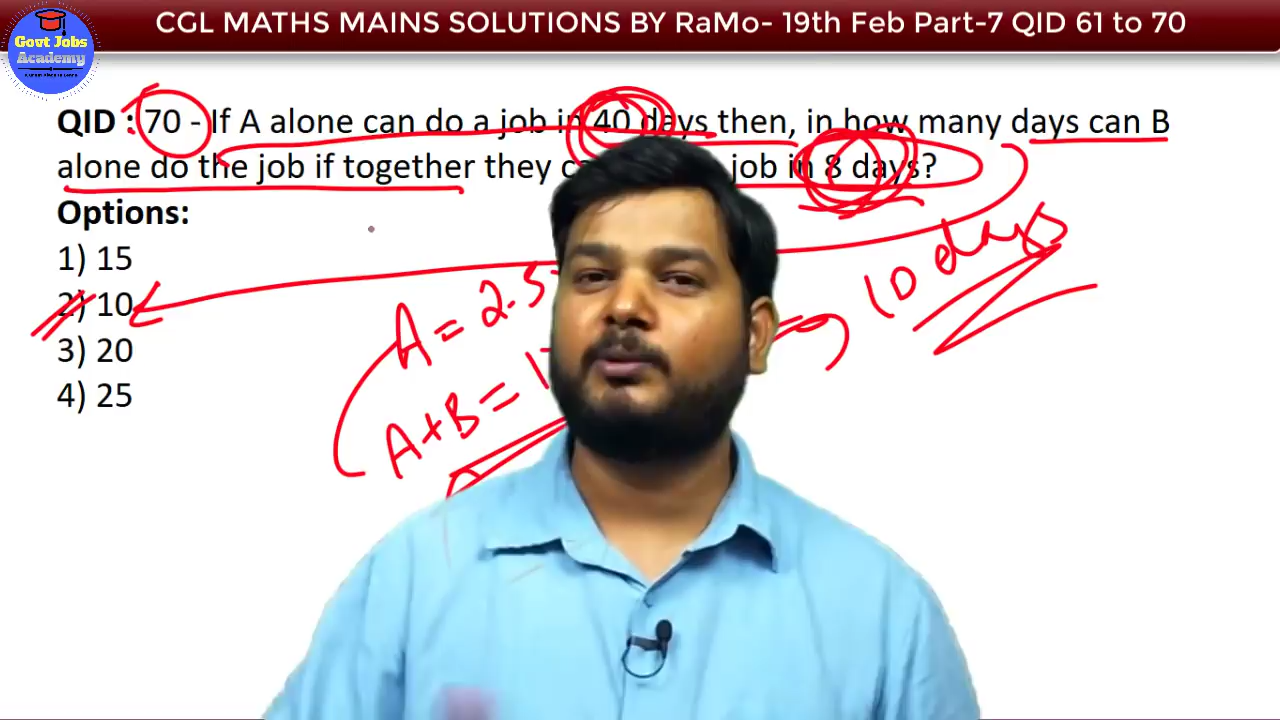 CGL MATHS MAINS SOLUTIONS BY RaMo- 19th Feb Part-7 QID 61 to 70
Govt Jobs
Academy
QID : 70 - If A alone can do a job in 40 days then, in how many days can B
alone do the job if together they job in 8 days?
Options:
1) 15
2) 10
3) 20
4) 25
A = 2.5
A+B = 1
10 days